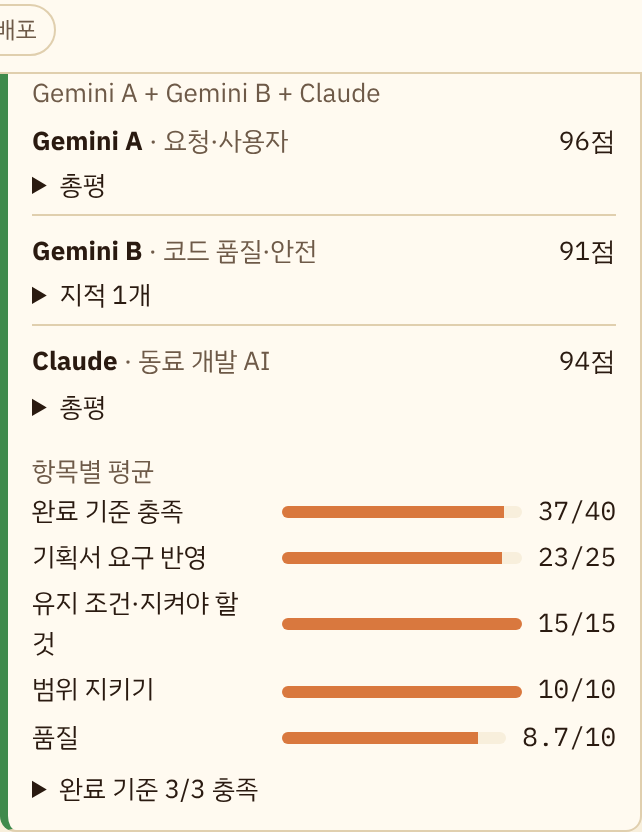 배포
Gemini A + Gemini B + Claude
Gemini A · 요청·사용자 96점
▶ 총평
Gemini B · 코드 품질·안전 91점
▶ 지적 1개
Claude · 동료 개발 AI 94점
▶ 총평
항목별 평균
완료 기준 충족 37/40
기획서 요구 반영 23/25
유지 조건·지켜야 할
것 15/15
범위 지키기 10/10
품질 8.7/10
▶ 완료 기준 3/3 충족